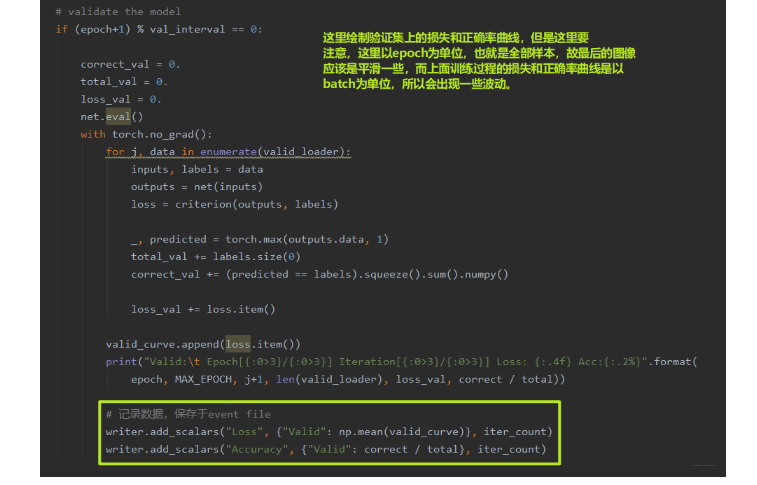 # validate the model
if (epoch+1) % val_interval == 0:
这里绘制验证集上的损失和正确率曲线，但是这里要
注意，这里以epoch为单位，也就是全部样本，故最后的图像
应该是平滑一些，而上面训练过程的损失和正确率曲线是以
batch为单位，所以会出现一些波动。
correct_val = 0.
total_val = 0.
loss_val = 0.
net.eval()
with torch.no_grad():
for j, data in enumerate(valid_loader):
inputs, labels = data
outputs = net(inputs)
loss = criterion(outputs, labels)
_, predicted = torch.max(outputs.data, 1)
total_val += labels.size(0)
correct_val += (predicted == labels).squeeze().sum().numpy()
loss_val += loss.item()
valid_curve.append(loss.item())
print("Valid:\t Epoch[{:0>3}/{:0>3}] Iteration[{:0>3}/{:0>3}] Loss: {:.4f} Acc:{:.2%}".format(
epoch, MAX_EPOCH, j+1, len(valid_loader), loss_val, correct / total))
# 记录数据，保存于event file
writer.add_scalars("Loss", {"Valid": np.mean(valid_curve)}, iter_count)
writer.add_scalars("Accuracy", {"Valid": correct / total}, iter_count)